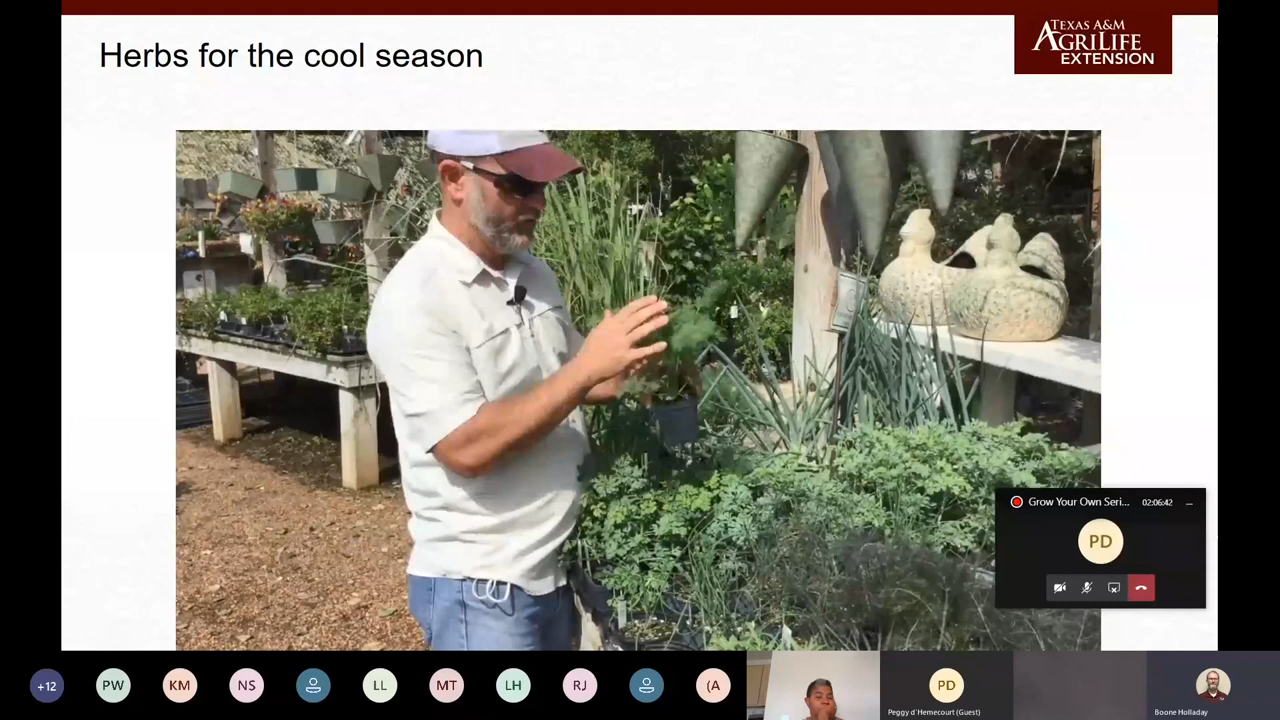 Herbs for the cool season
TEXAS A&M
AGRILIFE
EXTENSION
Grow Your Own Seri...
02:06:42
PD
+12
PW
KM
NS
LL
MT
LH
RJ
(A
PD
Peggy d'Hemecourt (Guest)
Boone Holladay